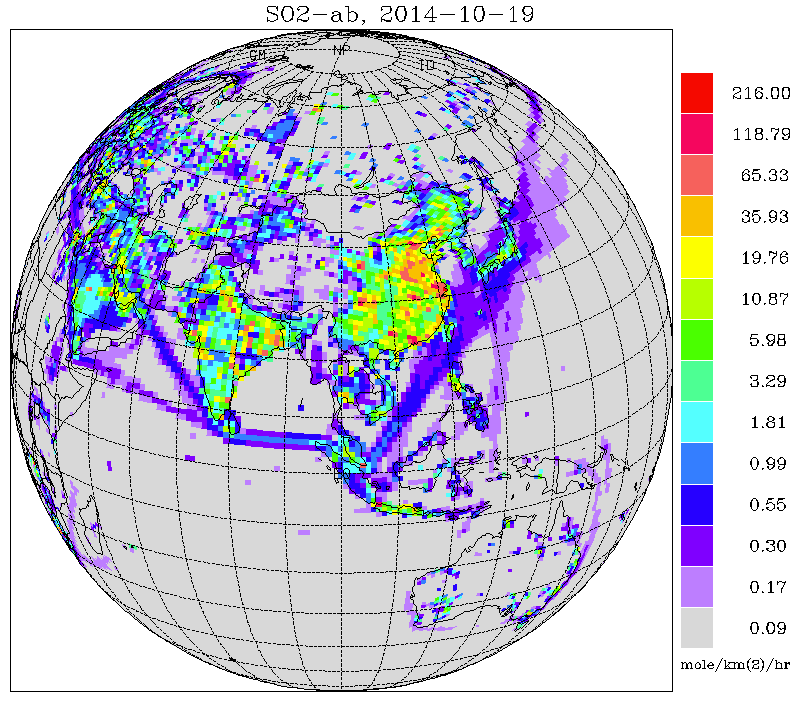 SO2-ab, 2014-10-19
GM
NP
ID
216.00
118.79
65.33
35.93
19.76
10.87
5.98
3.29
1.81
0.99
0.55
0.30
0.17
0.09
mole/km(2)/hr